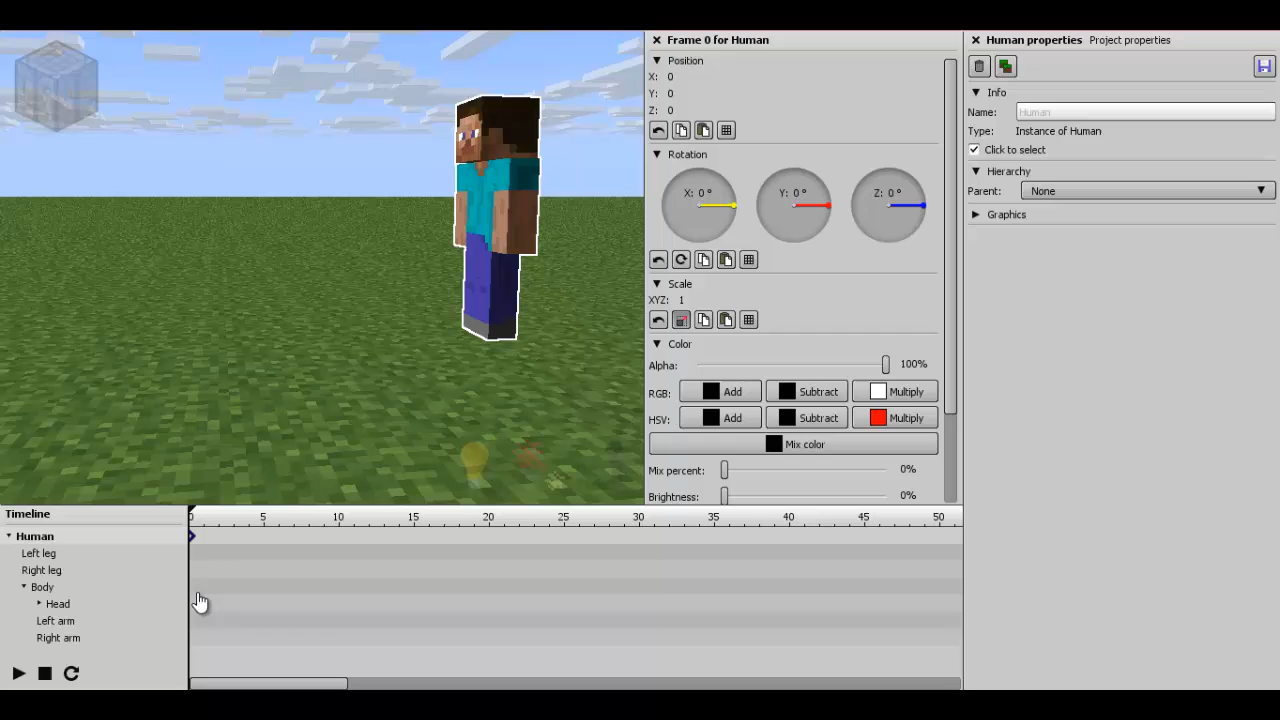 Frame 0 for Human
Position
X: 0
Y: 0
Z: 0
Rotation
X: 0 °
Y: 0 °
Z: 0 °
Scale
XYZ: 1
Color
Alpha: 100%
RGB: Add Subtract Multiply
HSV: Add Subtract Multiply
Mix color
Mix percent: 0%
Brightness: 0%
Human properties Project properties
Info
Name: Human
Type: Instance of Human
Click to select
Hierarchy
Parent: None
Graphics
Timeline
0 5 10 15 20 25 30 35 40 45 50
Human
Left leg
Right leg
Body
Head
Left arm
Right arm